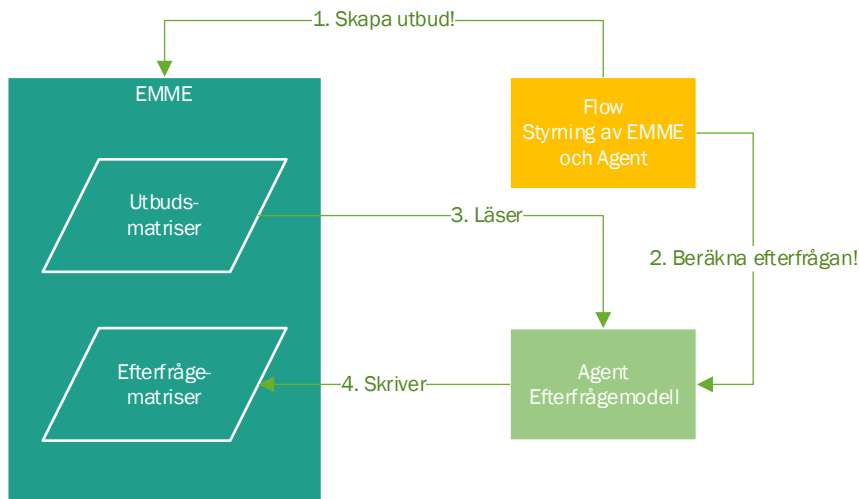 1. Skapa utbud!
EMME
Flow
Styrning av EMME
och Agent
Utbuds-
matriser
3. Läser
2. Beräkna efterfrågan!
Efterfråge-
matriser
4. Skriver
Agent
Efterfrågemodell